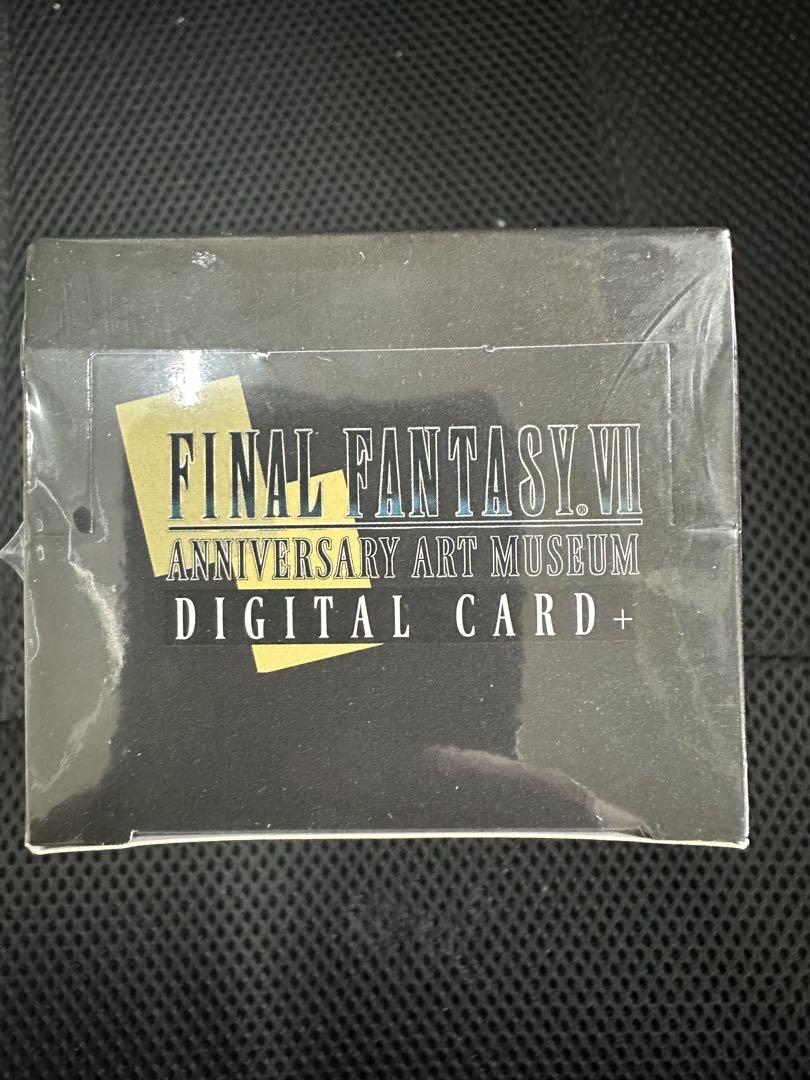 FINAL FANTASY® VII
ANNIVERSARY ART MUSEUM
DIGITAL CARD+